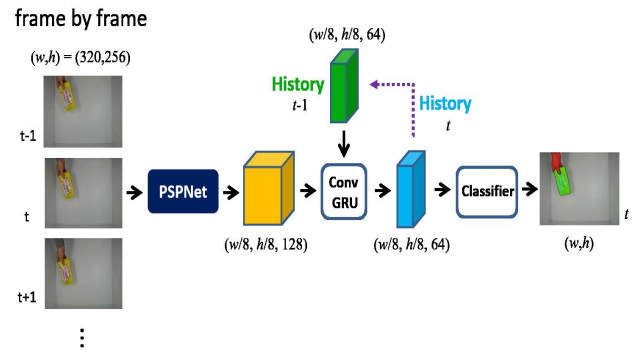 frame by frame
(w,h) = (320,256)
t-1
t
t+1
PSPNet
(w/8, h/8, 128)
(w/8, h/8, 64)
History
t-1
Conv
GRU
History
t
(w/8, h/8, 64)
Classifier
t
(w,h)